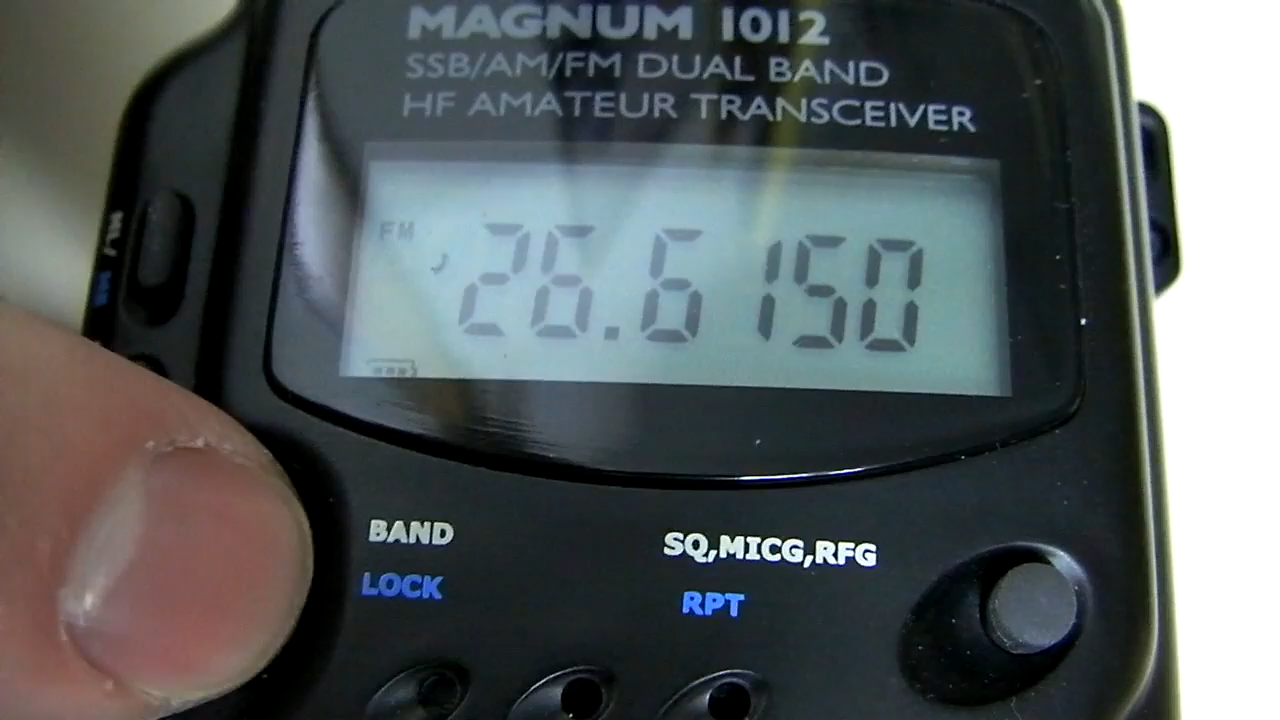 MAGNUM 1012
SSB/AM/FM DUAL BAND
HF AMATEUR TRANSCEIVER
FM
26.6150
BAND
SQ,MICG,RFG
LOCK
RPT